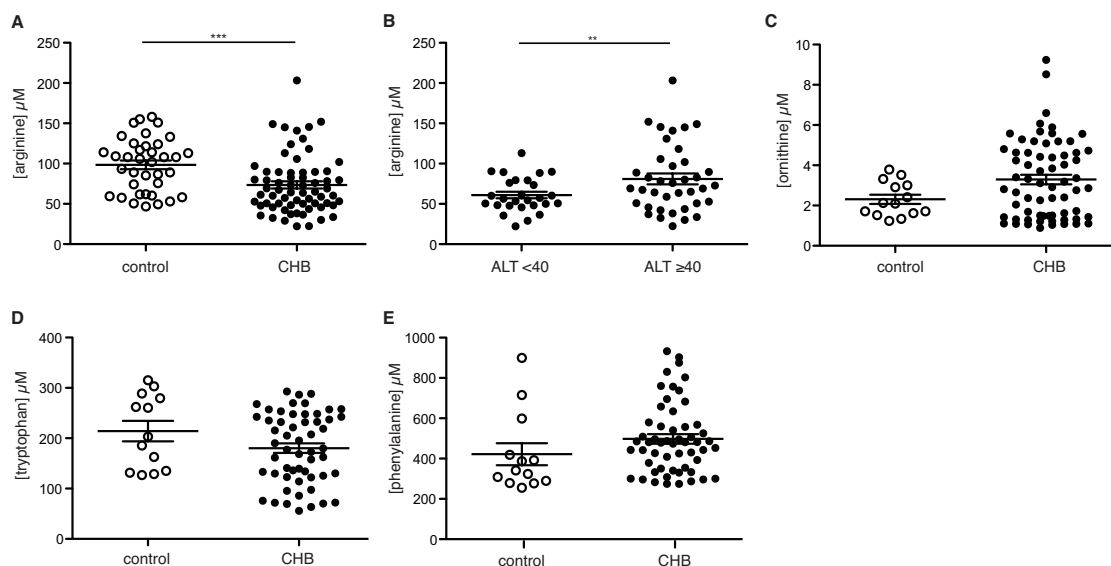 A
***
[arginine] µM
250
200
150
100
50
0
control
CHB
B
**
[arginine] µM
250
200
150
100
50
0
ALT <40
ALT ≥40
C
[ornithine] µM
10
8
6
4
2
0
control
CHB
D
[tryptophan] µM
400
300
200
100
0
control
CHB
E
[phenylalanine] µM
1000
800
600
400
200
0
control
CHB